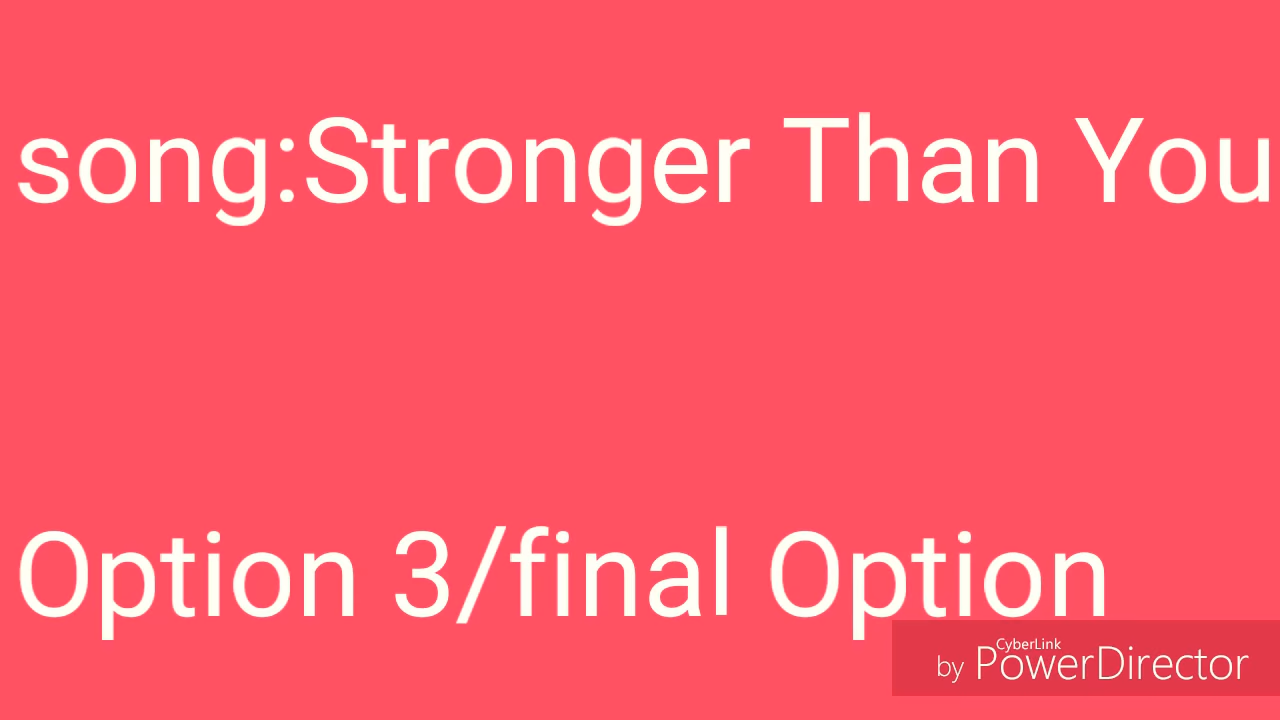 song:Stronger Than You
Option 3/final Option
CyberLink
by PowerDirector